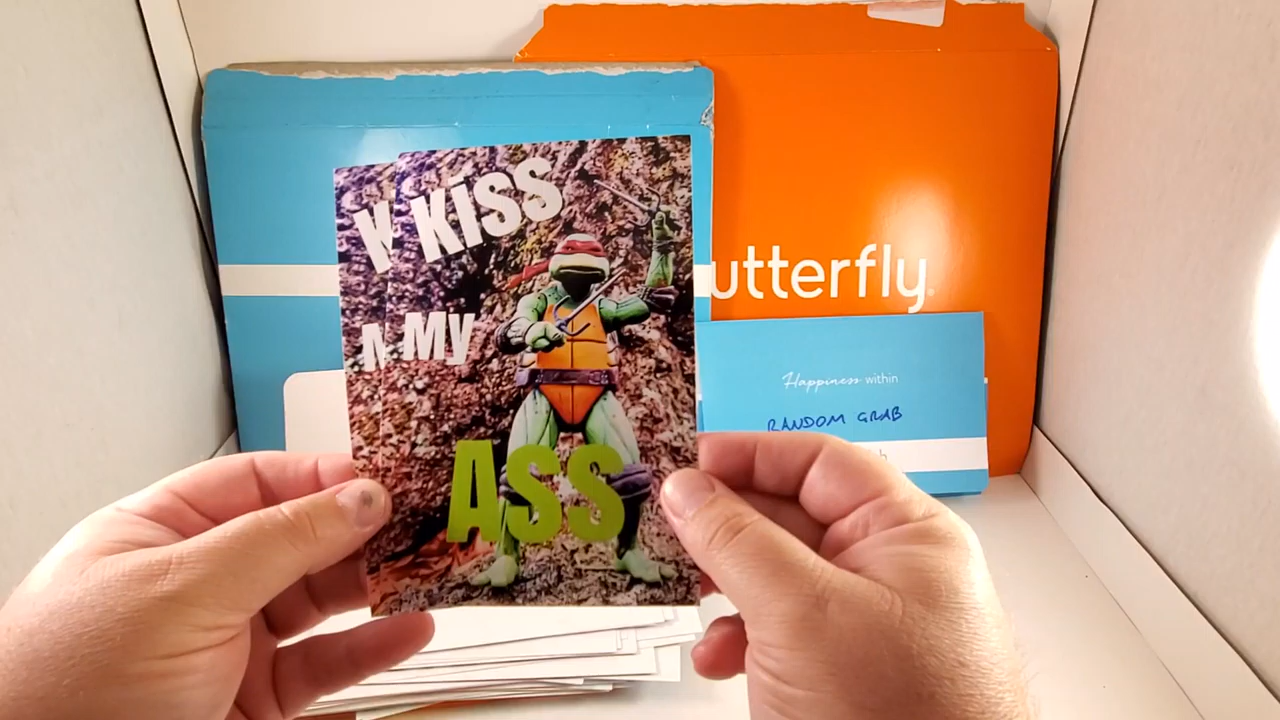 Kiss
My
ASS
K
M
utterfly
Happiness within
RANDOM GRAB